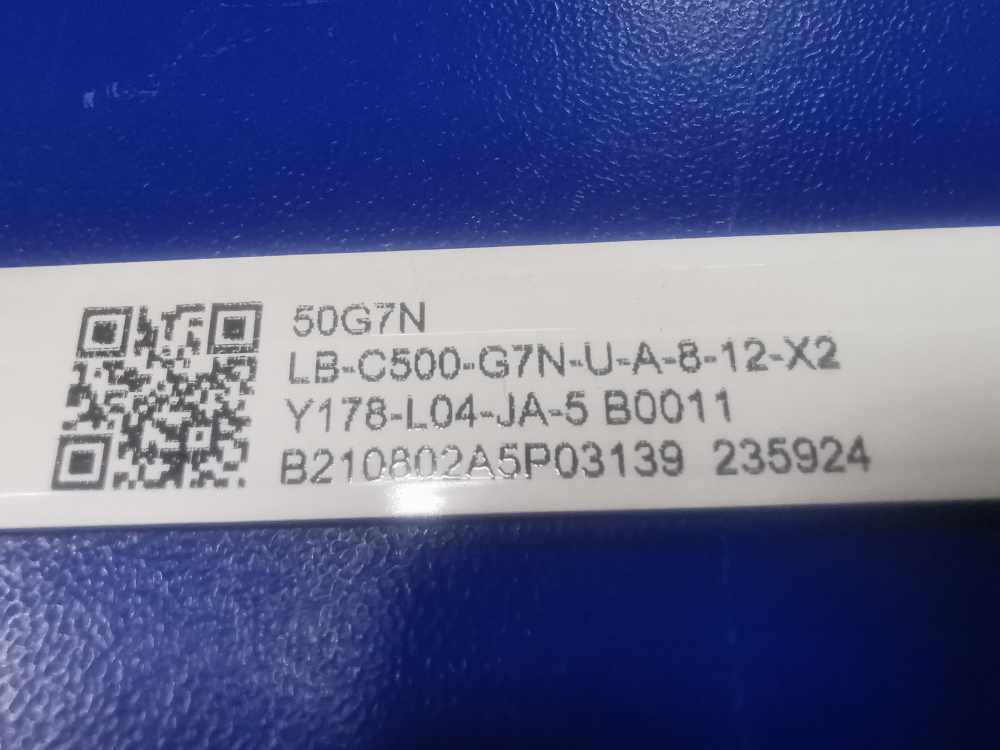 50G7N
LB-C500-G7N-U-A-8-12-X2
Y178-L04-JA-5 B0011
B210802A5P03139 235924